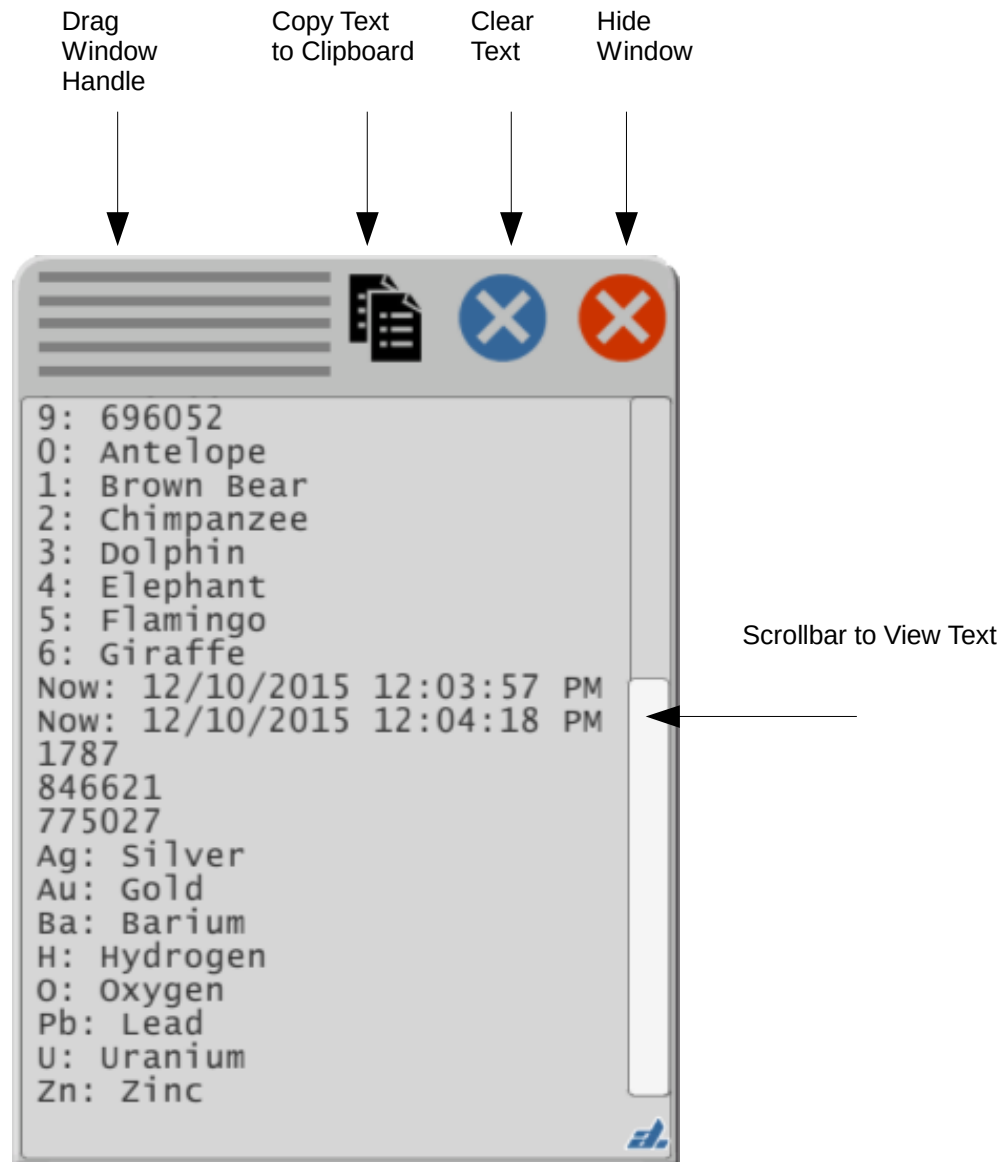 Drag
Window
Handle
Copy Text
to Clipboard
Clear
Text
Hide
Window
9: 696052
0: Antelope
1: Brown Bear
2: Chimpanzee
3: Dolphin
4: Elephant
5: Flamingo
6: Giraffe
Now: 12/10/2015 12:03:57 PM
Now: 12/10/2015 12:04:18 PM
1787
846621
775027
Ag: Silver
Au: Gold
Ba: Barium
H: Hydrogen
O: Oxygen
Pb: Lead
U: Uranium
Zn: Zinc
Scrollbar to View Text